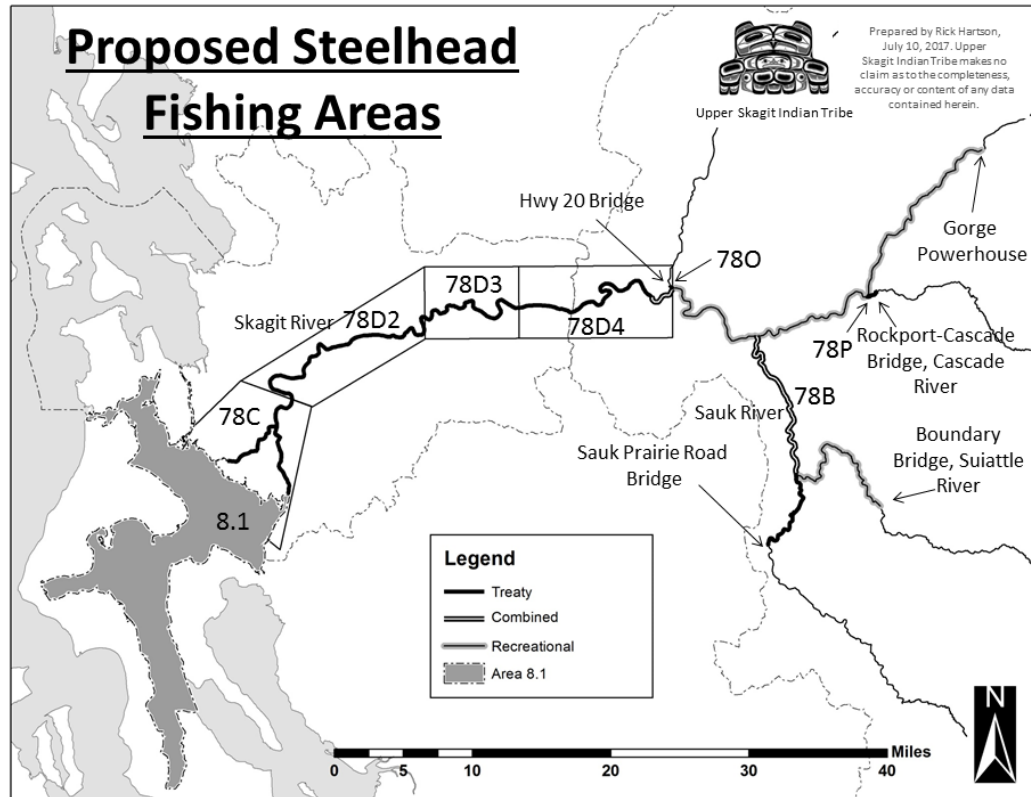 Proposed Steelhead
Fishing Areas
Upper Skagit Indian Tribe
Prepared by Rick Hartson,
July 10, 2017. Upper
Skagit Indian Tribe makes no
claim as to the completeness,
accuracy or content of any data
contained herein.
Hwy 20 Bridge
78O
Gorge
Powerhouse
78D3
78D2
78D4
Skagit River
78P
Rockport-Cascade
Bridge, Cascade
River
78B
78C
Sauk River
Sauk Prairie Road
Bridge
Boundary
Bridge, Suiattle
River
8.1
Legend
Treaty
Combined
Recreational
Area 8.1
N
Miles
0 5 10 20 30 40